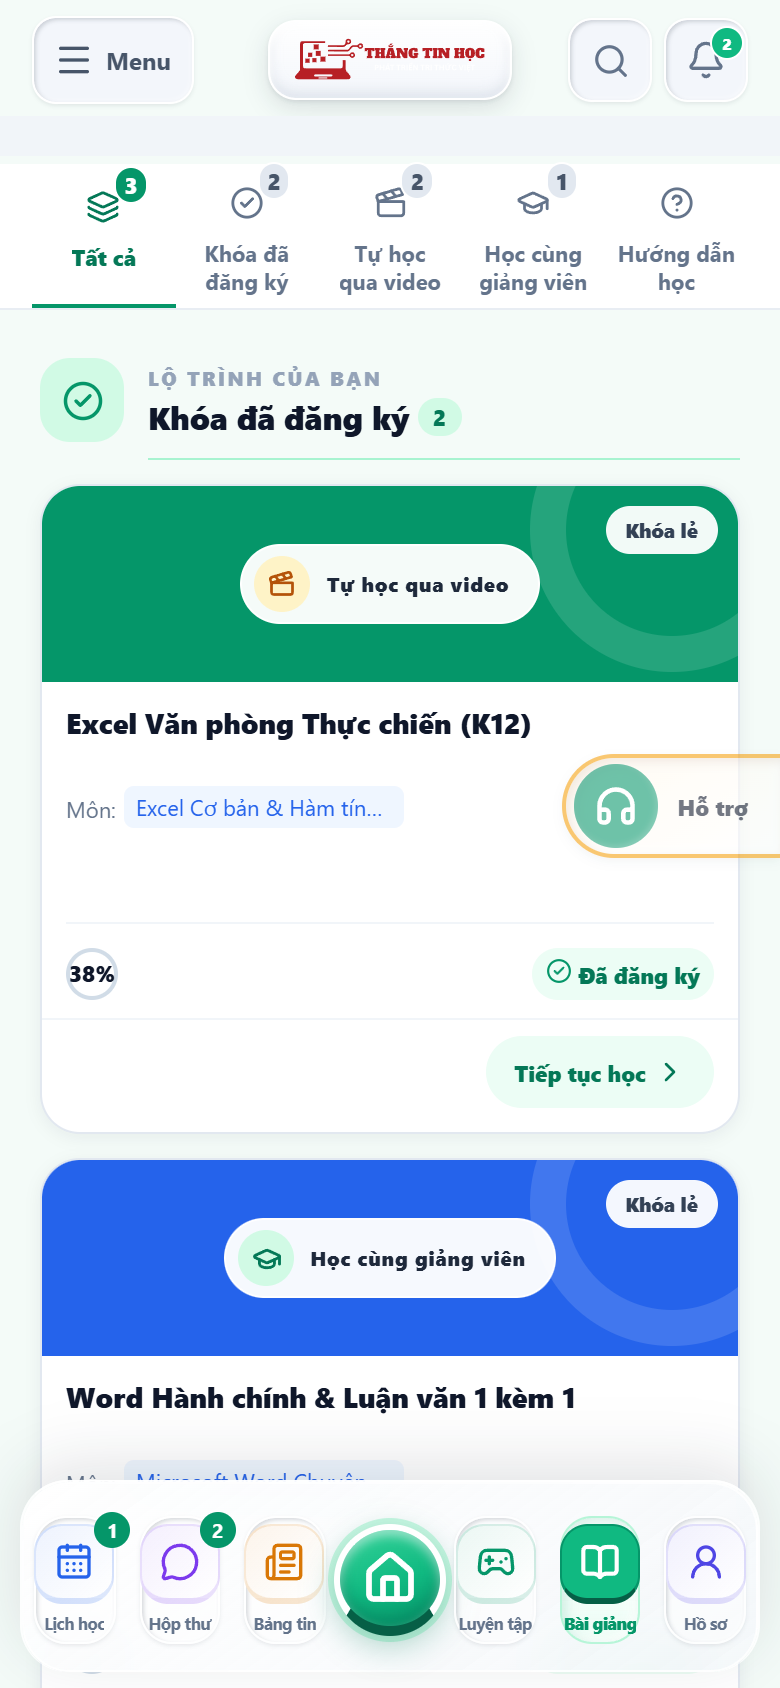 Menu
THẮNG TIN HỌC
2
3
2
2
1
Tất cả
Khóa đã
đăng ký
Tự học
qua video
Học cùng
giảng viên
Hướng dẫn
học
LỘ TRÌNH CỦA BẠN
Khóa đã đăng ký 2
Khóa lẻ
Tự học qua video
Excel Văn phòng Thực chiến (K12)
Môn: Excel Cơ bản & Hàm tín...
Hỗ trợ
38%
Đã đăng ký
Tiếp tục học
Khóa lẻ
Học cùng giảng viên
Word Hành chính & Luận văn 1 kèm 1
Microsoft Word Chuyên
1
2
Lịch học
Hộp thư
Bảng tin
Luyện tập
Bài giảng
Hồ sơ